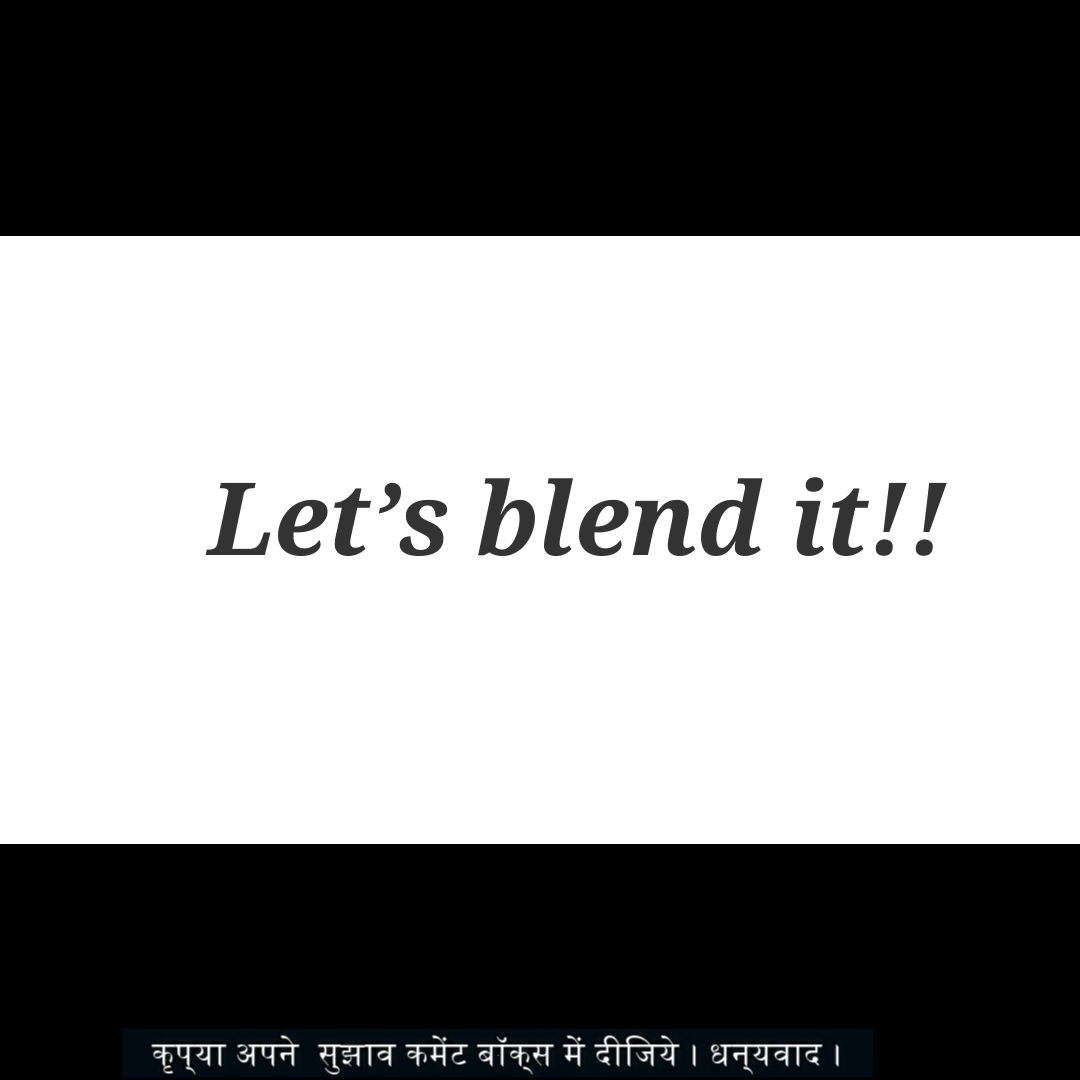 Let’s blend it!!
कृप्‌या अपने सुझाव कमेंट बॉक्‌स में दीजिये । धन्‌यवाद ।